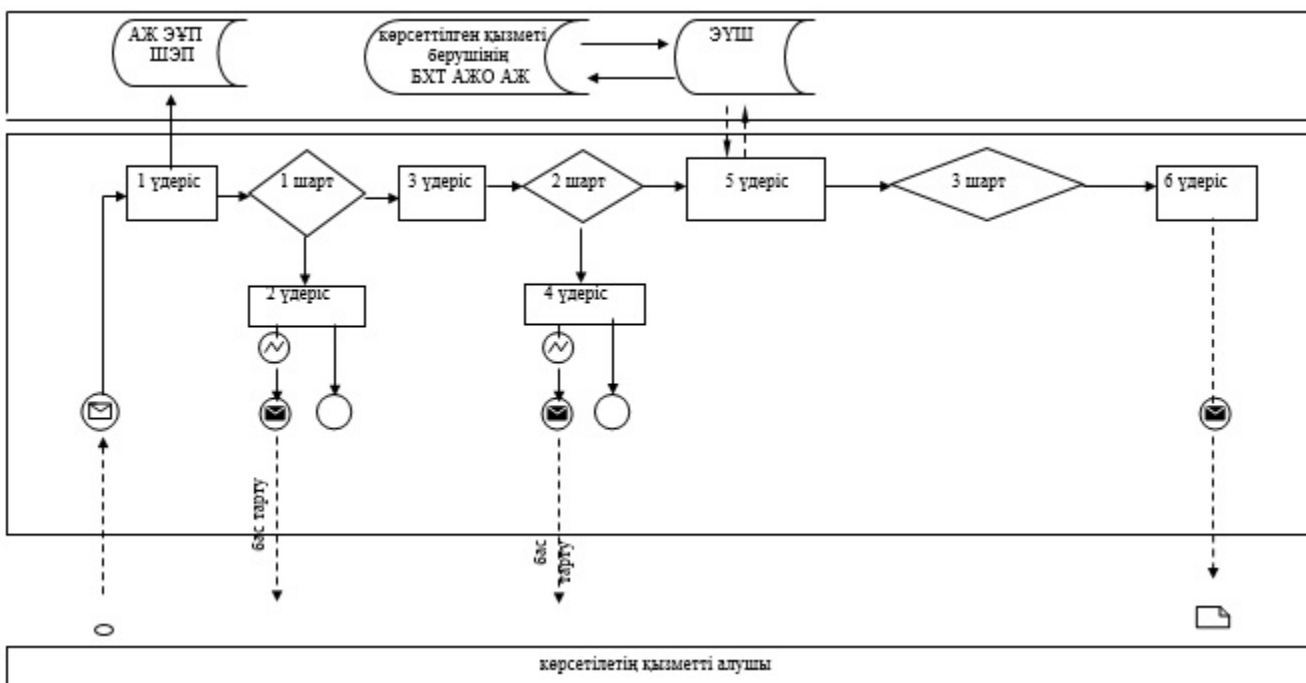 АЖ ЭҰП
ШЭП
көрсеттілген қызметі
берушінің
БХТ АЖО АЖ
ЭҮШ
1 үдеріс
1 шарт
3 үдеріс
2 шарт
5 үдеріс
3 шарт
6 үдеріс
2 үдеріс
4 үдеріс
бас тарту
бас
тарту
көрсетілетің қызметті алушы